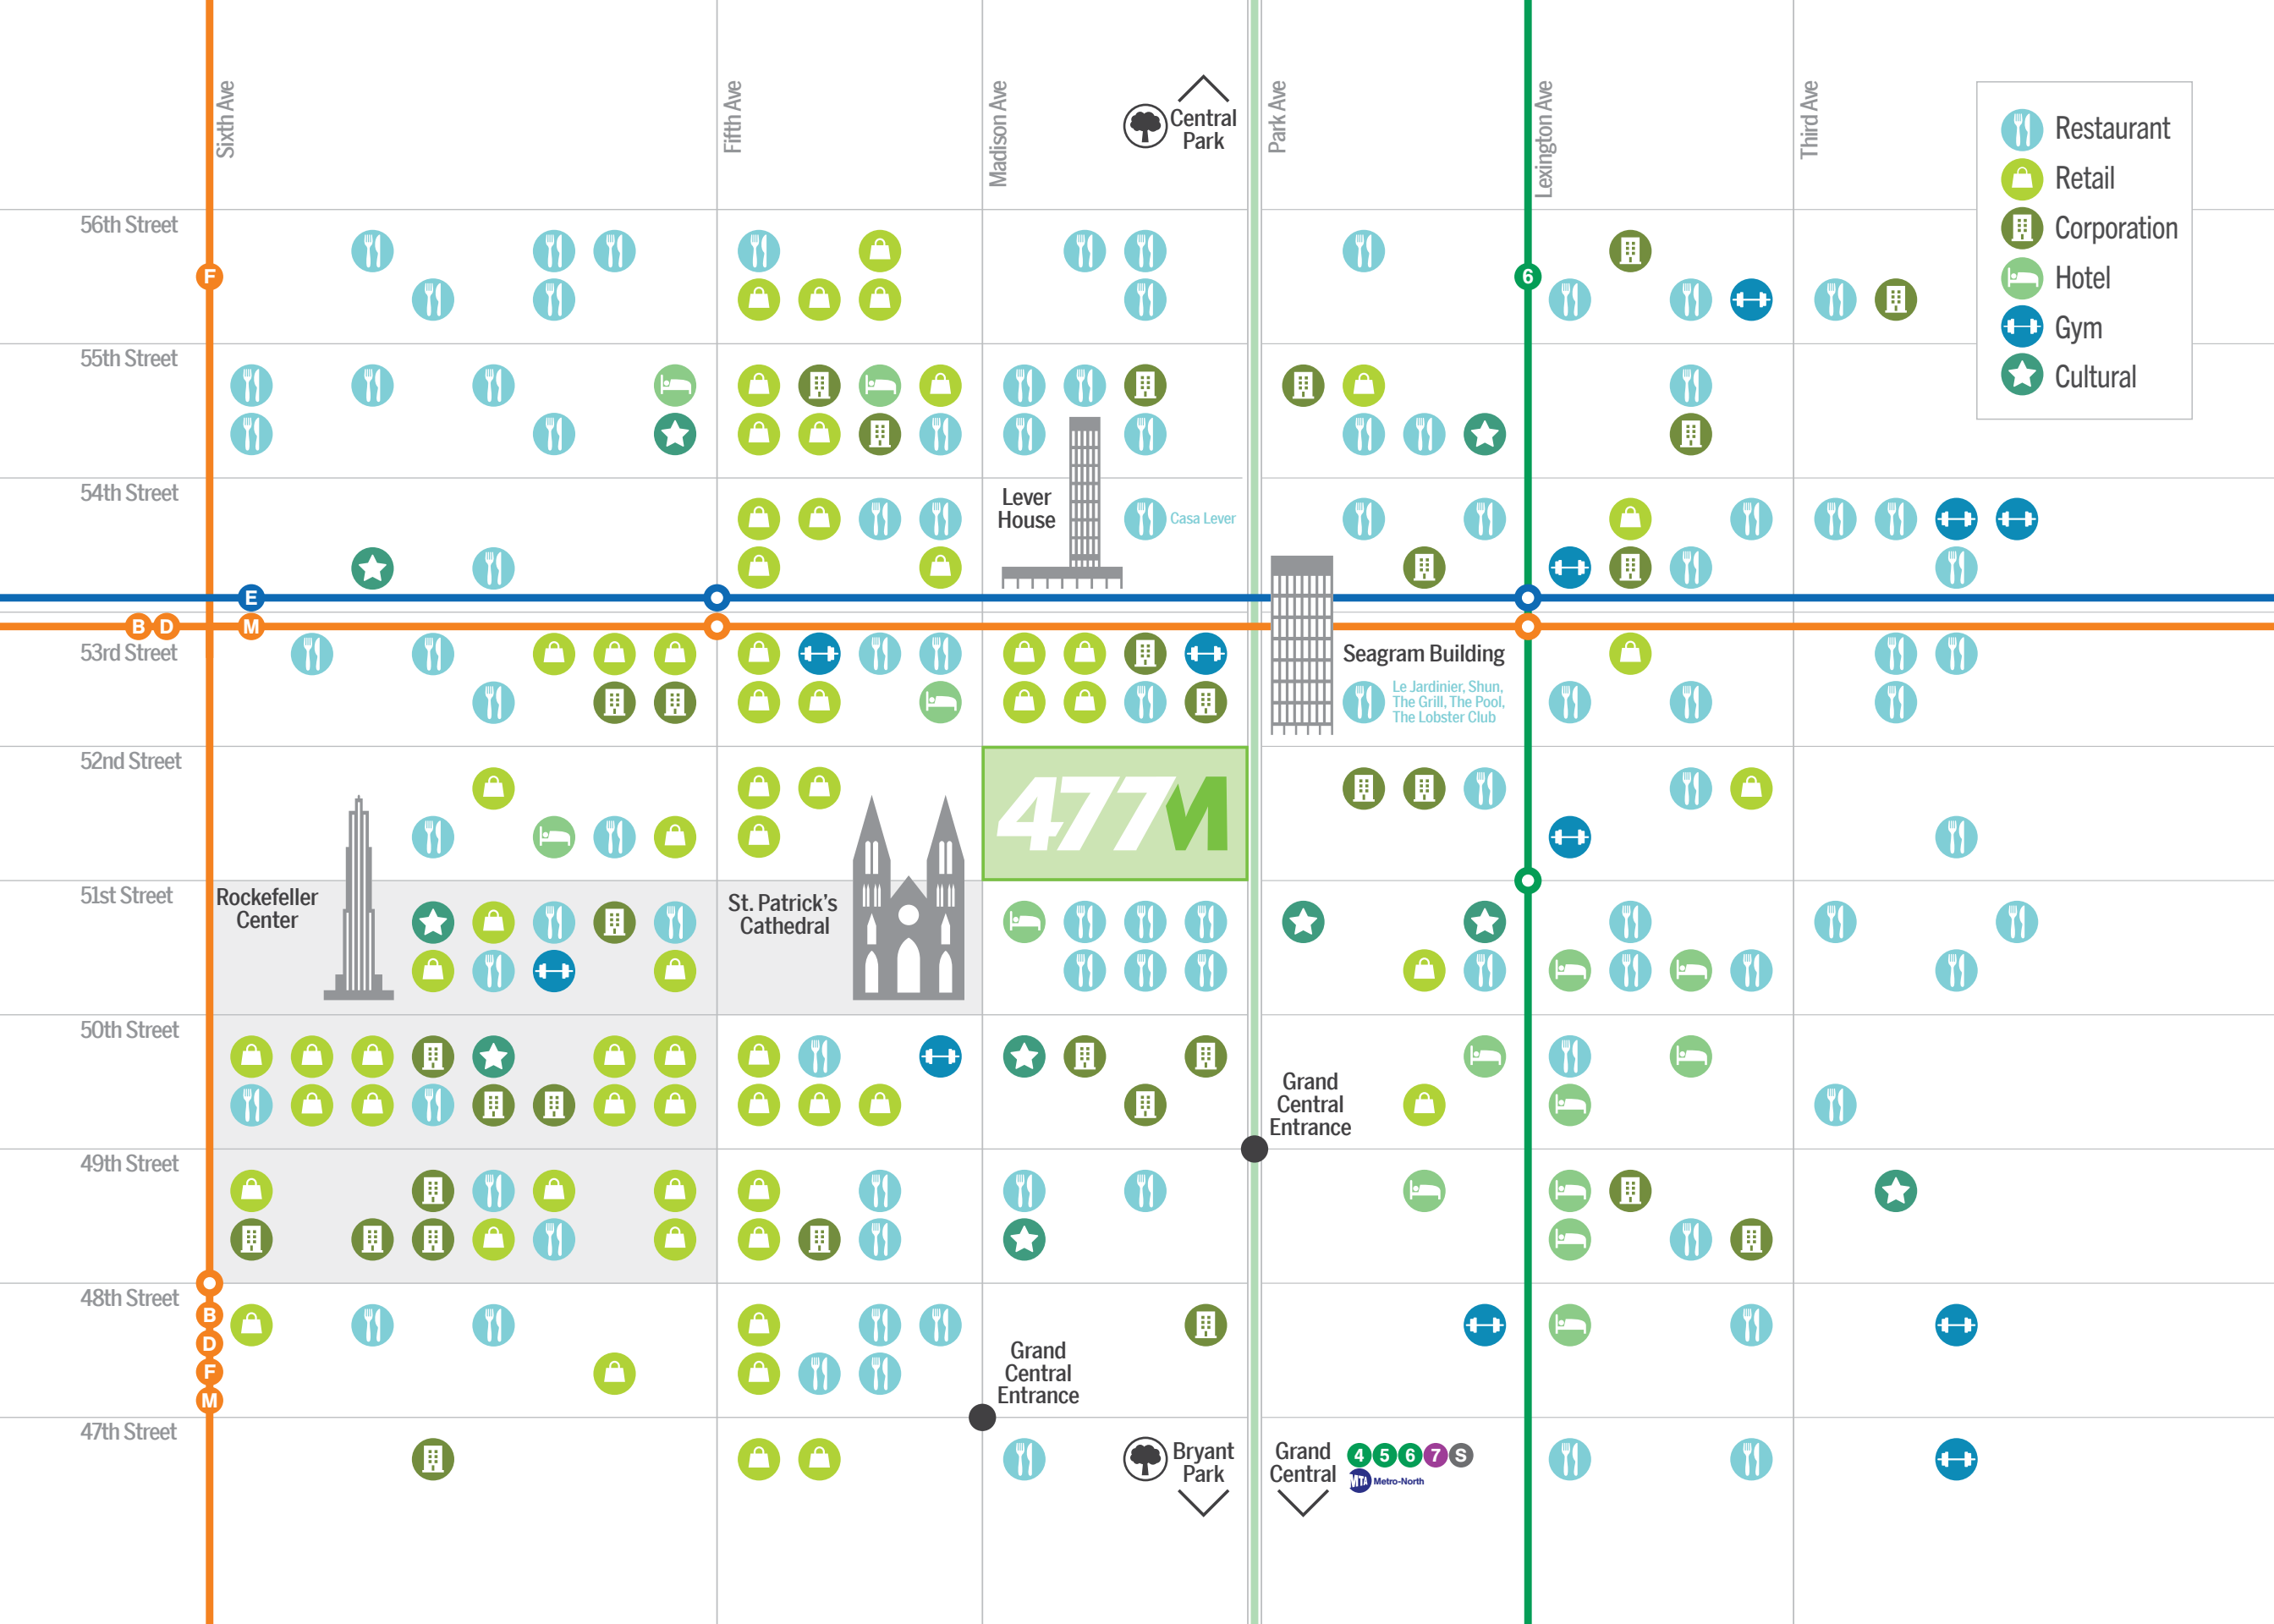 Sixth Ave
Fifth Ave
Madison Ave
Central
Park
Park Ave
Lexington Ave
Third Ave
Restaurant
Retail
Corporation
Hotel
Gym
Cultural
56th Street
F
6
55th Street
54th Street
Lever
House
Casa Lever
E
B D M
53rd Street
Seagram Building
Le Jardinier, Shun,
The Grill, The Pool,
The Lobster Club
52nd Street
477M
51st Street
Rockefeller
Center
St. Patrick's
Cathedral
50th Street
Grand
Central
Entrance
49th Street
48th Street
B
D
F
M
Grand
Central
Entrance
47th Street
Bryant
Park
Grand
Central
4 5 6 7 S
MTA Metro-North